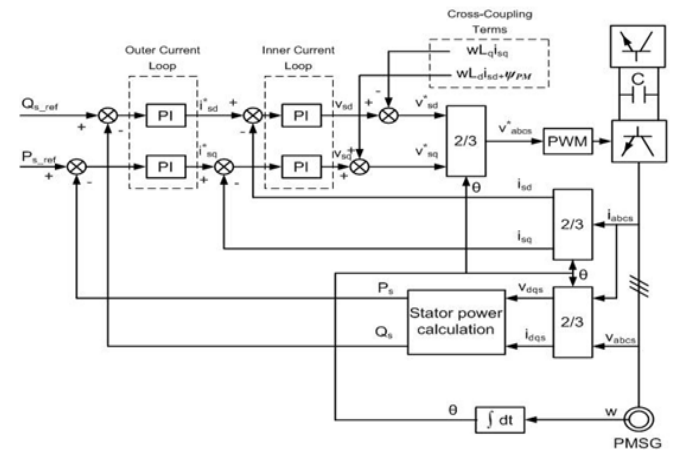 Cross-Coupling
Terms
Outer Current
Loop
Inner Current
Loop
wLqisq
wLdisd+ψPM
C
Qs_ref
+
-
PI
i*sd
+
-
PI
vsd
+
-
v*sd
2/3
v*abcs
PWM
Ps_ref
+
-
PI
i*sq
+
-
PI
vsq
+
+
v*sq
θ
isd
isq
2/3
iabcs
θ
Ps
Qs
Stator power
calculation
vdqs
idqs
2/3
vabcs
θ
∫ dt
w
PMSG